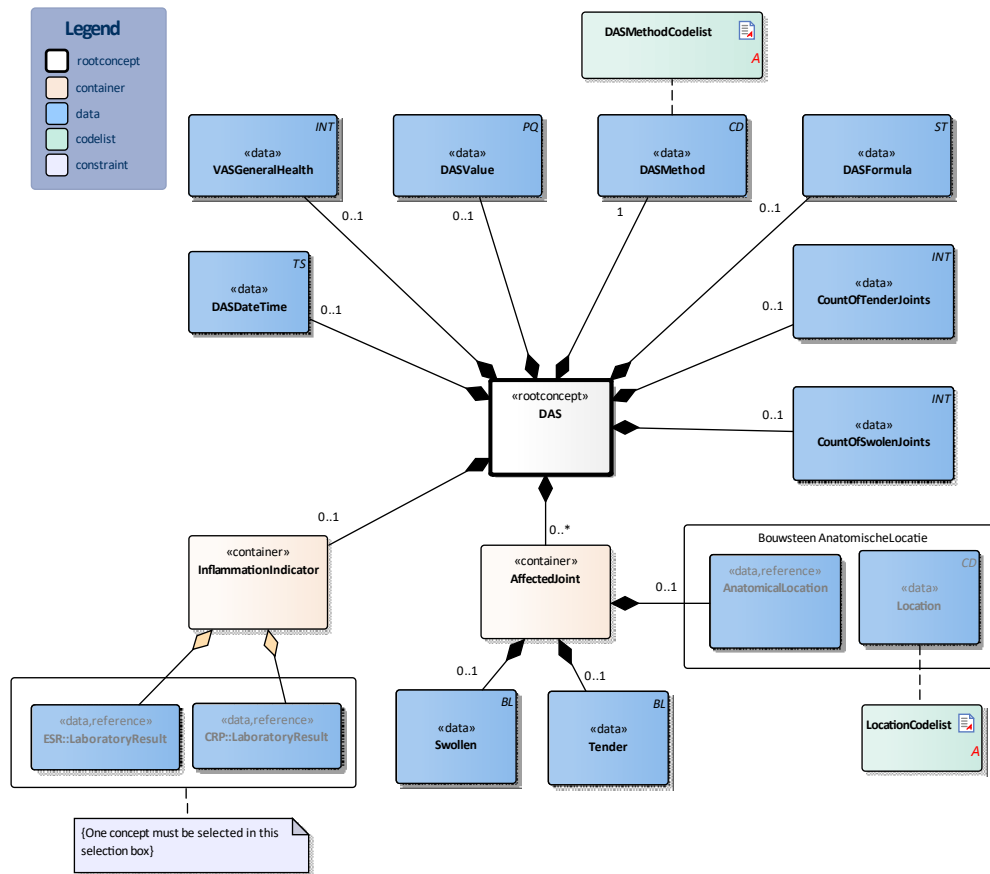 Legend
rootconcept
container
data
codelist
constraint
DASMethodCodelist
A
INT
«data»
VASGeneralHealth
0..1
PQ
«data»
DASValue
0..1
CD
«data»
DASMethod
1
ST
«data»
DASFormula
0..1
TS
«data»
DASDateTime
0..1
INT
«data»
CountOfTenderJoints
0..1
«rootconcept»
DAS
INT
«data»
CountOfSwolenJoints
0..1
0..1
0..*
«container»
InflammationIndicator
«container»
AffectedJoint
0..1
Bouwsteen AnatomischeLocatie
«data,reference»
AnatomicalLocation
CD
«data»
Location
0..1
0..1
«data,reference»
ESR::LaboratoryResult
«data,reference»
CRP::LaboratoryResult
BL
«data»
Swollen
BL
«data»
Tender
LocationCodelist
A
{One concept must be selected in this
selection box}